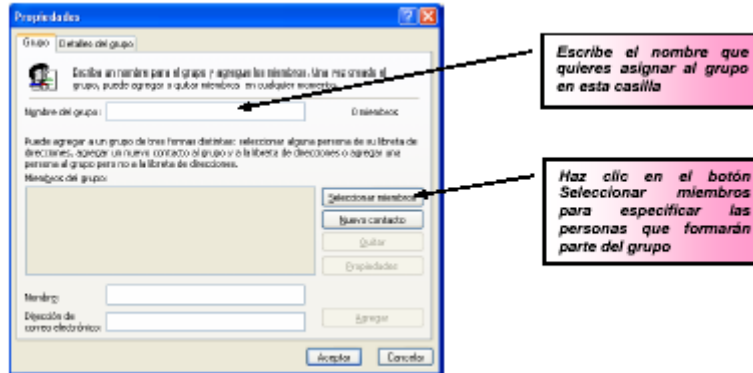 Propiedades
Grupo Detalles del grupo
Escriba un nombre para el grupo y agregue los miembros. Una vez creado el
grupo, puede agregar o quitar miembros en cualquier momento.
Nombre del grupo: 0 miembros
Puede agregar a un grupo de tres formas distintas: seleccionar alguna persona de su libreta de
direcciones, agregar un nuevo contacto al grupo y a la libreta de direcciones o agregar una
persona al grupo pero no a la libreta de direcciones.
Miembros del grupo:
Seleccionar miembros
Nuevo contacto
Quitar
Propiedades
Nombre:
Dirección de
correo electrónico:
Agregar
Aceptar Cancelar
Escribe el nombre que
quieres asignar al grupo
en esta casilla
Haz clic en el botón
Seleccionar miembros
para especificar las
personas que formarán
parte del grupo